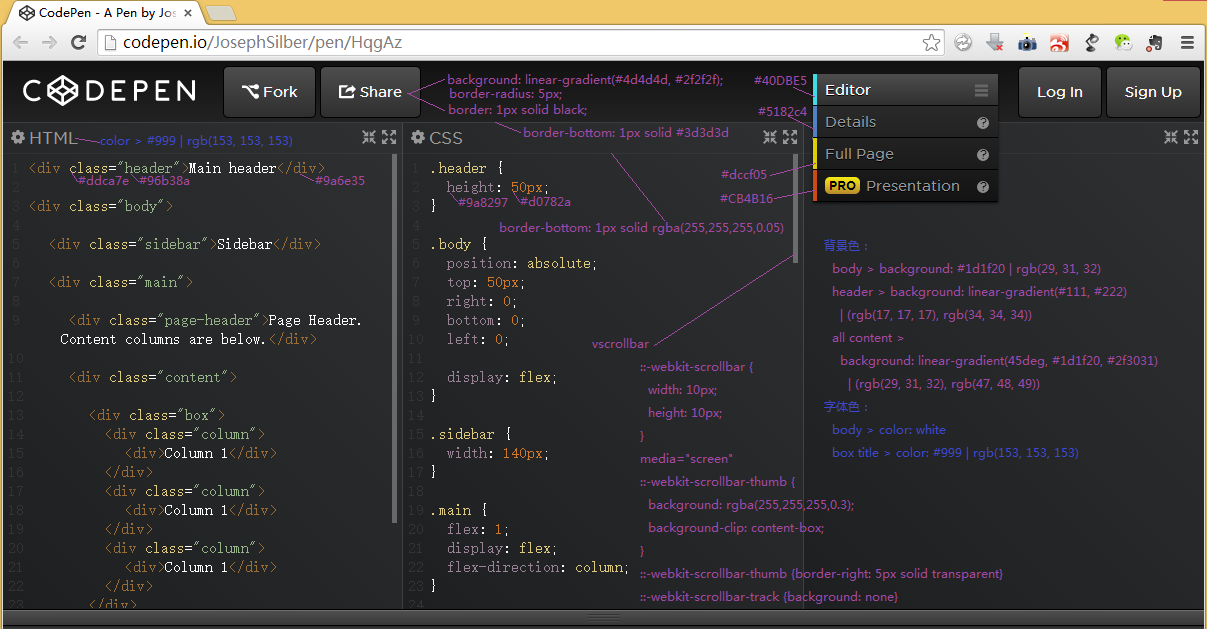 CodePen - A Pen by Jos
codepen.io/JosephSilber/pen/HqgAz
CODEPEN
Fork
Share
background: linear-gradient(#4d4d4d, #2f2f2f);
border-radius: 5px;
border: 1px solid black;
border-bottom: 1px solid #3d3d3d
#40DBE5
#5182c4
#dccf05
#CB4B16
Editor
Details
Full Page
PRO Presentation
Log In
Sign Up
HTML
color > #999 | rgb(153, 153, 153)
1 <div class="header">Main header</div>
#ddca7e #96b38a #9a6e35
2
3 <div class="body">
4
5 <div class="sidebar">Sidebar</div>
6
7 <div class="main">
8
9 <div class="page-header">Page Header.
Content columns are below.</div>
10
11 <div class="content">
12
13 <div class="box">
14 <div class="column">
15 <div>Column 1</div>
16 </div>
17 <div class="column">
18 <div>Column 1</div>
19 </div>
20 <div class="column">
21 <div>Column 1</div>
22 </div>
23 </div>
CSS
1 .header {
2 height: 50px;
#9a8297 #d0782a
3 }
4
border-bottom: 1px solid rgba(255,255,255,0.05)
5 .body {
6 position: absolute;
7 top: 50px;
8 right: 0;
9 bottom: 0;
10 left: 0;
11
12 display: flex;
13 }
14
15 .sidebar {
16 width: 140px;
17 }
18
19 .main {
20 flex: 1;
21 display: flex;
22 flex-direction: column;
23 }
24
vscrollbar
::-webkit-scrollbar {
width: 10px;
height: 10px;
}
media="screen"
::-webkit-scrollbar-thumb {
background: rgba(255,255,255,0.3);
background-clip: content-box;
}
::-webkit-scrollbar-thumb {border-right: 5px solid transparent}
::-webkit-scrollbar-track {background: none}
背景色：
body > background: #1d1f20 | rgb(29, 31, 32)
header > background: linear-gradient(#111, #222)
| (rgb(17, 17, 17), rgb(34, 34, 34))
all content >
background: linear-gradient(45deg, #1d1f20, #2f3031)
| (rgb(29, 31, 32), rgb(47, 48, 49))
字体色：
body > color: white
box title > color: #999 | rgb(153, 153, 153)